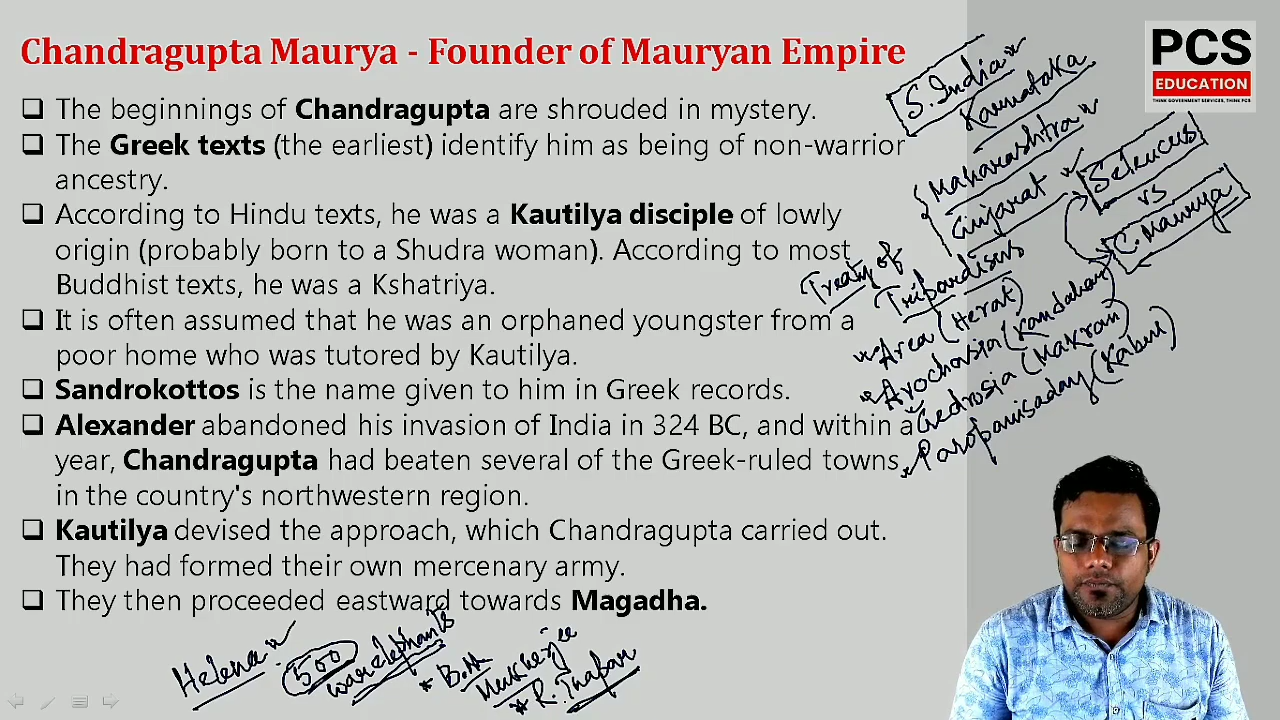 Chandragupta Maurya - Founder of Mauryan Empire
❑ The beginnings of Chandragupta are shrouded in mystery.
❑ The Greek texts (the earliest) identify him as being of non-warrior
ancestry.
❑ According to Hindu texts, he was a Kautilya disciple of lowly
origin (probably born to a Shudra woman). According to most
Buddhist texts, he was a Kshatriya.
❑ It is often assumed that he was an orphaned youngster from a
poor home who was tutored by Kautilya.
❑ Sandrokottos is the name given to him in Greek records.
❑ Alexander abandoned his invasion of India in 324 BC, and within a
year, Chandragupta had beaten several of the Greek-ruled towns
in the country's northwestern region.
❑ Kautilya devised the approach, which Chandragupta carried out.
They had formed their own mercenary army.
❑ They then proceeded eastward towards Magadha.
PCS
EDUCATION
THINK GOVERNMENT SERVICES, THINK PCS
S. India
Karnataka
Maharashtra
Gujarat
Seleucus
vs
C. Maurya
Treaty of
Tripardisus
Area (Herat)
Arochorsia (Kandahar)
Gedrosia (Makran)
Paropamisaday (Kabul)
Helena
500
war elephants
B.N
Mukherjee
R. Thapar